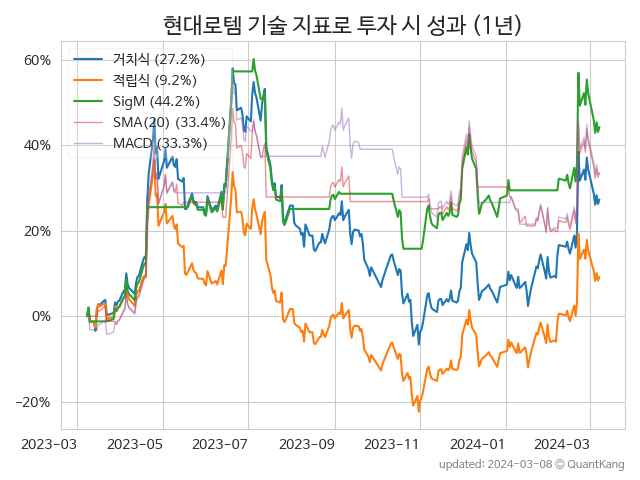 현대로템 기술 지표로 투자 시 성과 (1년)
60%
40%
20%
0%
−20%
거치식 (27.2%)
적립식 (9.2%)
SigM (44.2%)
SMA(20) (33.4%)
MACD (33.3%)
2023-03
2023-05
2023-07
2023-09
2023-11
2024-01
2024-03
updated: 2024-03-08 © QuantKang